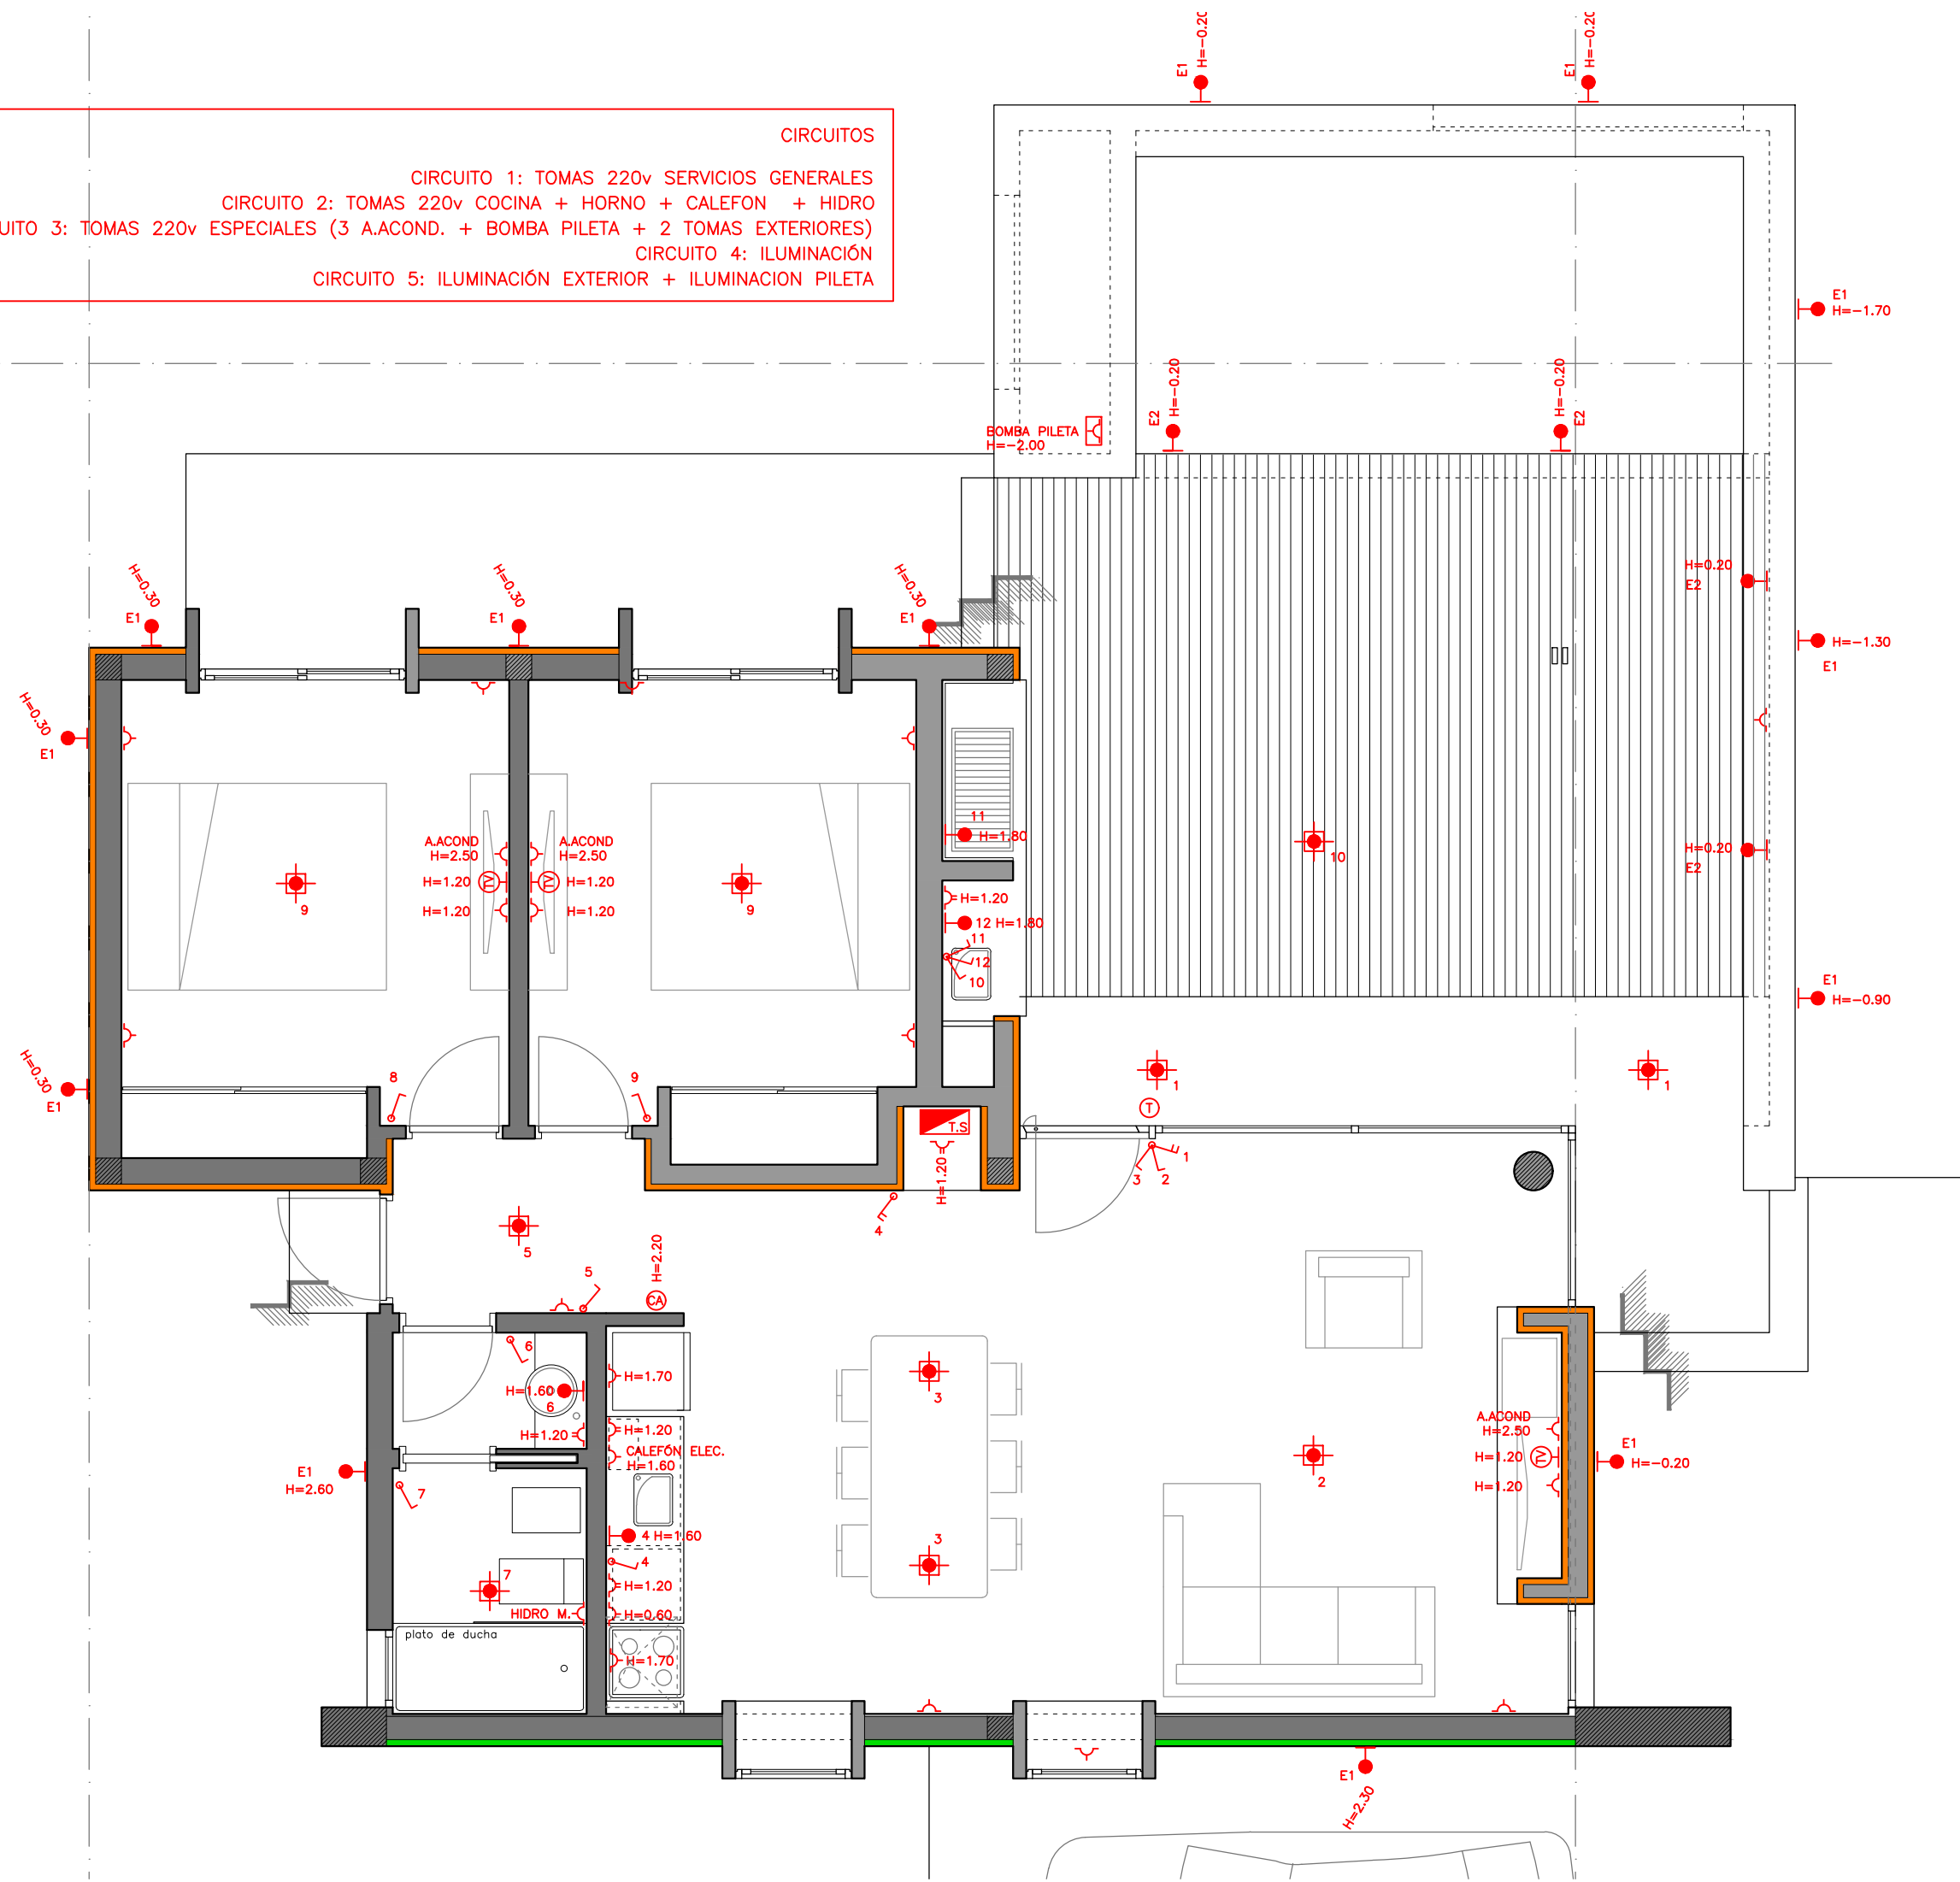 E1
H=-0.20
E1
H=-0.20
CIRCUITOS
CIRCUITO 1: TOMAS 220v SERVICIOS GENERALES
CIRCUITO 2: TOMAS 220v COCINA + HORNO + CALEFON + HIDRO
UITO 3: TOMAS 220v ESPECIALES (3 A.ACOND. + BOMBA PILETA + 2 TOMAS EXTERIORES)
CIRCUITO 4: ILUMINACIÓN
CIRCUITO 5: ILUMINACIÓN EXTERIOR + ILUMINACION PILETA
E1
H=-1.70
E2
H=-0.20
H=-0.20
E2
BOMBA PILETA
H=-2.00
H=0.30
E1
H=0.30
E1
H=0.30
E1
H=0.20
E2
H=-1.30
E1
H=0.30
E1
A.ACOND
H=2.50
H=1.20
TV
H=1.20
A.ACOND
H=2.50
TV
H=1.20
H=1.20
9
9
11
H=1.80
H=1.20
12 H=1.80
11
12
10
10
H=0.20
E2
E1
H=-0.90
H=0.30
E1
8
9
T.S
H=1.20
T
1
1
3
2
1
4
5
5
H=2.20
CA
6
H=1.60
6
H=1.20
H=1.70
H=1.20
CALEFÓN ELEC.
H=1.60
E1
H=2.60
7
4 H=1.60
4
H=1.20
H=0.60
7
HIDRO M.
plato de ducha
H=1.70
3
3
2
A.ACOND
H=2.50
H=1.20
TV
H=1.20
E1
H=-0.20
E1
H=2.30